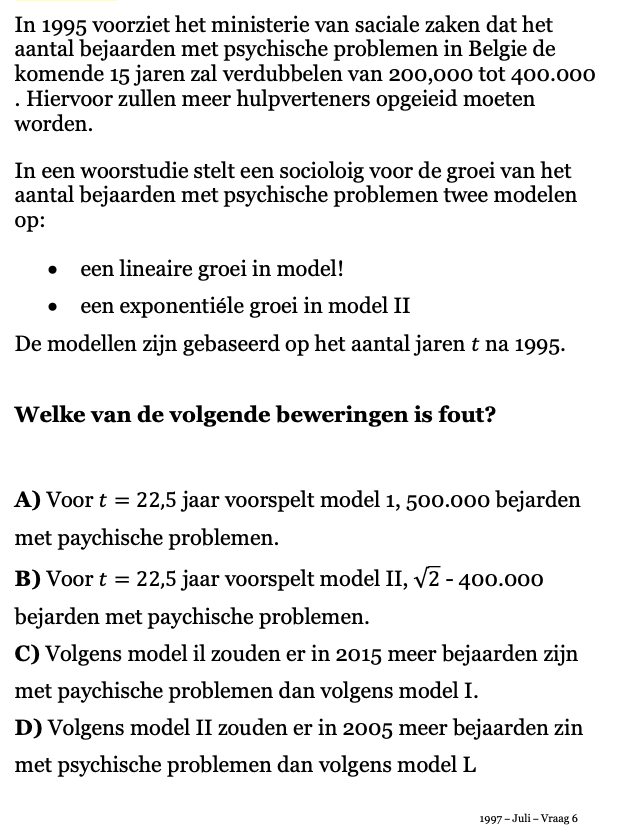 In 1995 voorziet het ministerie van saciale zaken dat het
aantal bejaarden met psychische problemen in Belgie de
komende 15 jaren zal verdubbelen van 200,000 tot 400.000
. Hiervoor zullen meer hulpverteners opgeieid moeten
worden.
In een woorstudie stelt een socioloig voor de groei van het
aantal bejaarden met psychische problemen twee modelen
op:
• een lineaire groei in model!
• een exponentiéle groei in model II
De modellen zijn gebaseerd op het aantal jaren t na 1995.
Welke van de volgende beweringen is fout?
A) Voor t = 22,5 jaar voorspelt model 1, 500.000 bejarden
met paychische problemen.
B) Voor t = 22,5 jaar voorspelt model II, √2 - 400.000
bejarden met paychische problemen.
C) Volgens model il zouden er in 2015 meer bejaarden zijn
met paychische problemen dan volgens model I.
D) Volgens model II zouden er in 2005 meer bejaarden zin
met psychische problemen dan volgens model L
1997 – Juli – Vraag 6